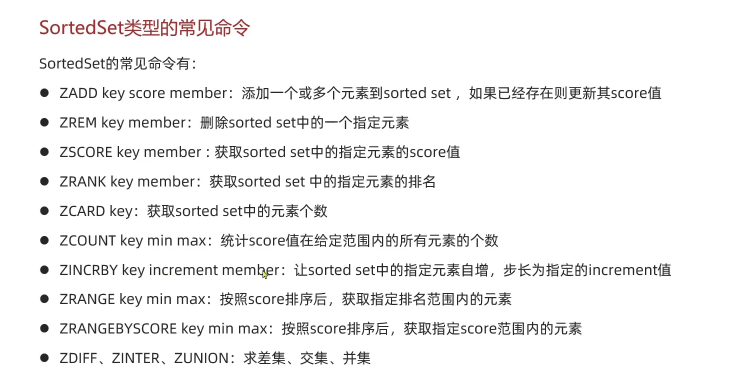 SortedSet类型的常见命令
SortedSet的常见命令有：
● ZADD key score member：添加一个或多个元素到sorted set ，如果已经存在则更新其score值
● ZREM key member：删除sorted set中的一个指定元素
● ZSCORE key member : 获取sorted set中的指定元素的score值
● ZRANK key member：获取sorted set 中的指定元素的排名
● ZCARD key：获取sorted set中的元素个数
● ZCOUNT key min max：统计score值在给定范围内的所有元素的个数
● ZINCRBY key increment member：让sorted set中的指定元素自增，步长为指定的increment值
● ZRANGE key min max：按照score排序后，获取指定排名范围内的元素
● ZRANGEBYSCORE key min max：按照score排序后，获取指定score范围内的元素
● ZDIFF、ZINTER、ZUNION：求差集、交集、并集